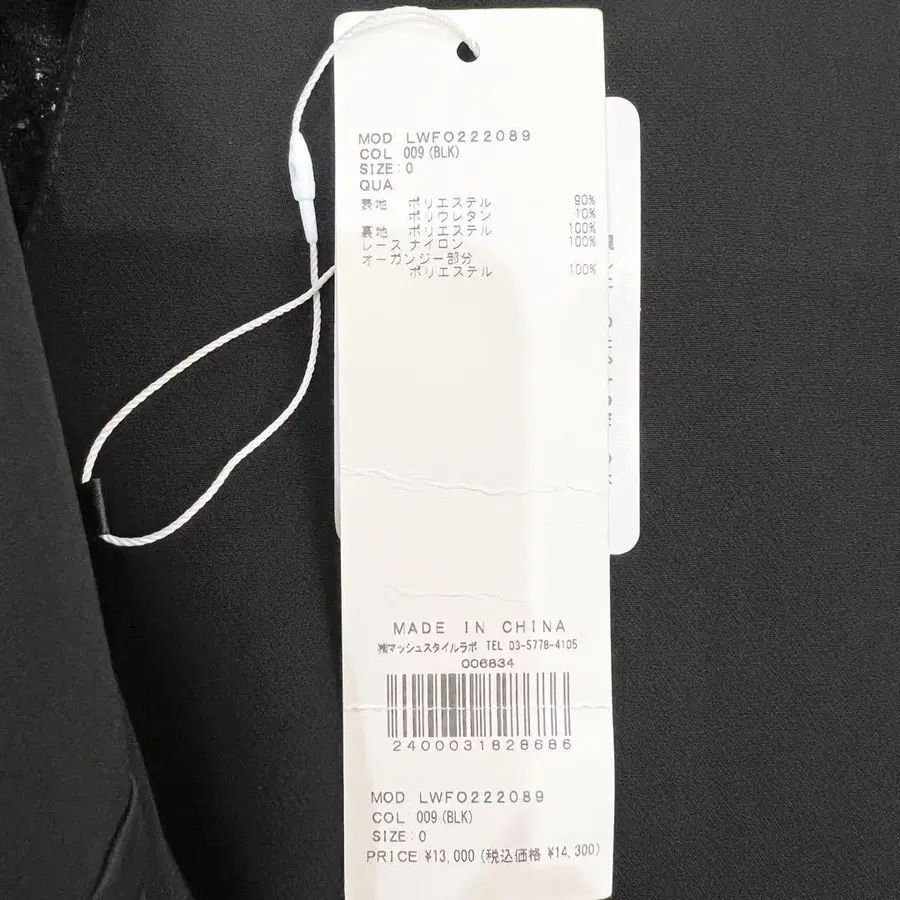 MOD LWFO222089
COL 009 (BLK)
SIZE:0
QUA
表地 ポリエステル 90%
ポリウレタン 10%
裏地 ポリエステル 100%
レース ナイロン 100%
オーガンジー部分
ポリエステル 100%
MADE IN CHINA
㈱マッシュスタイルラボ TEL 03-5778-4105
006834
2400031828686
MOD LWFO222089
COL 009 (BLK)
SIZE:0
PRICE ¥13,000 (税込価格 ¥14,300)